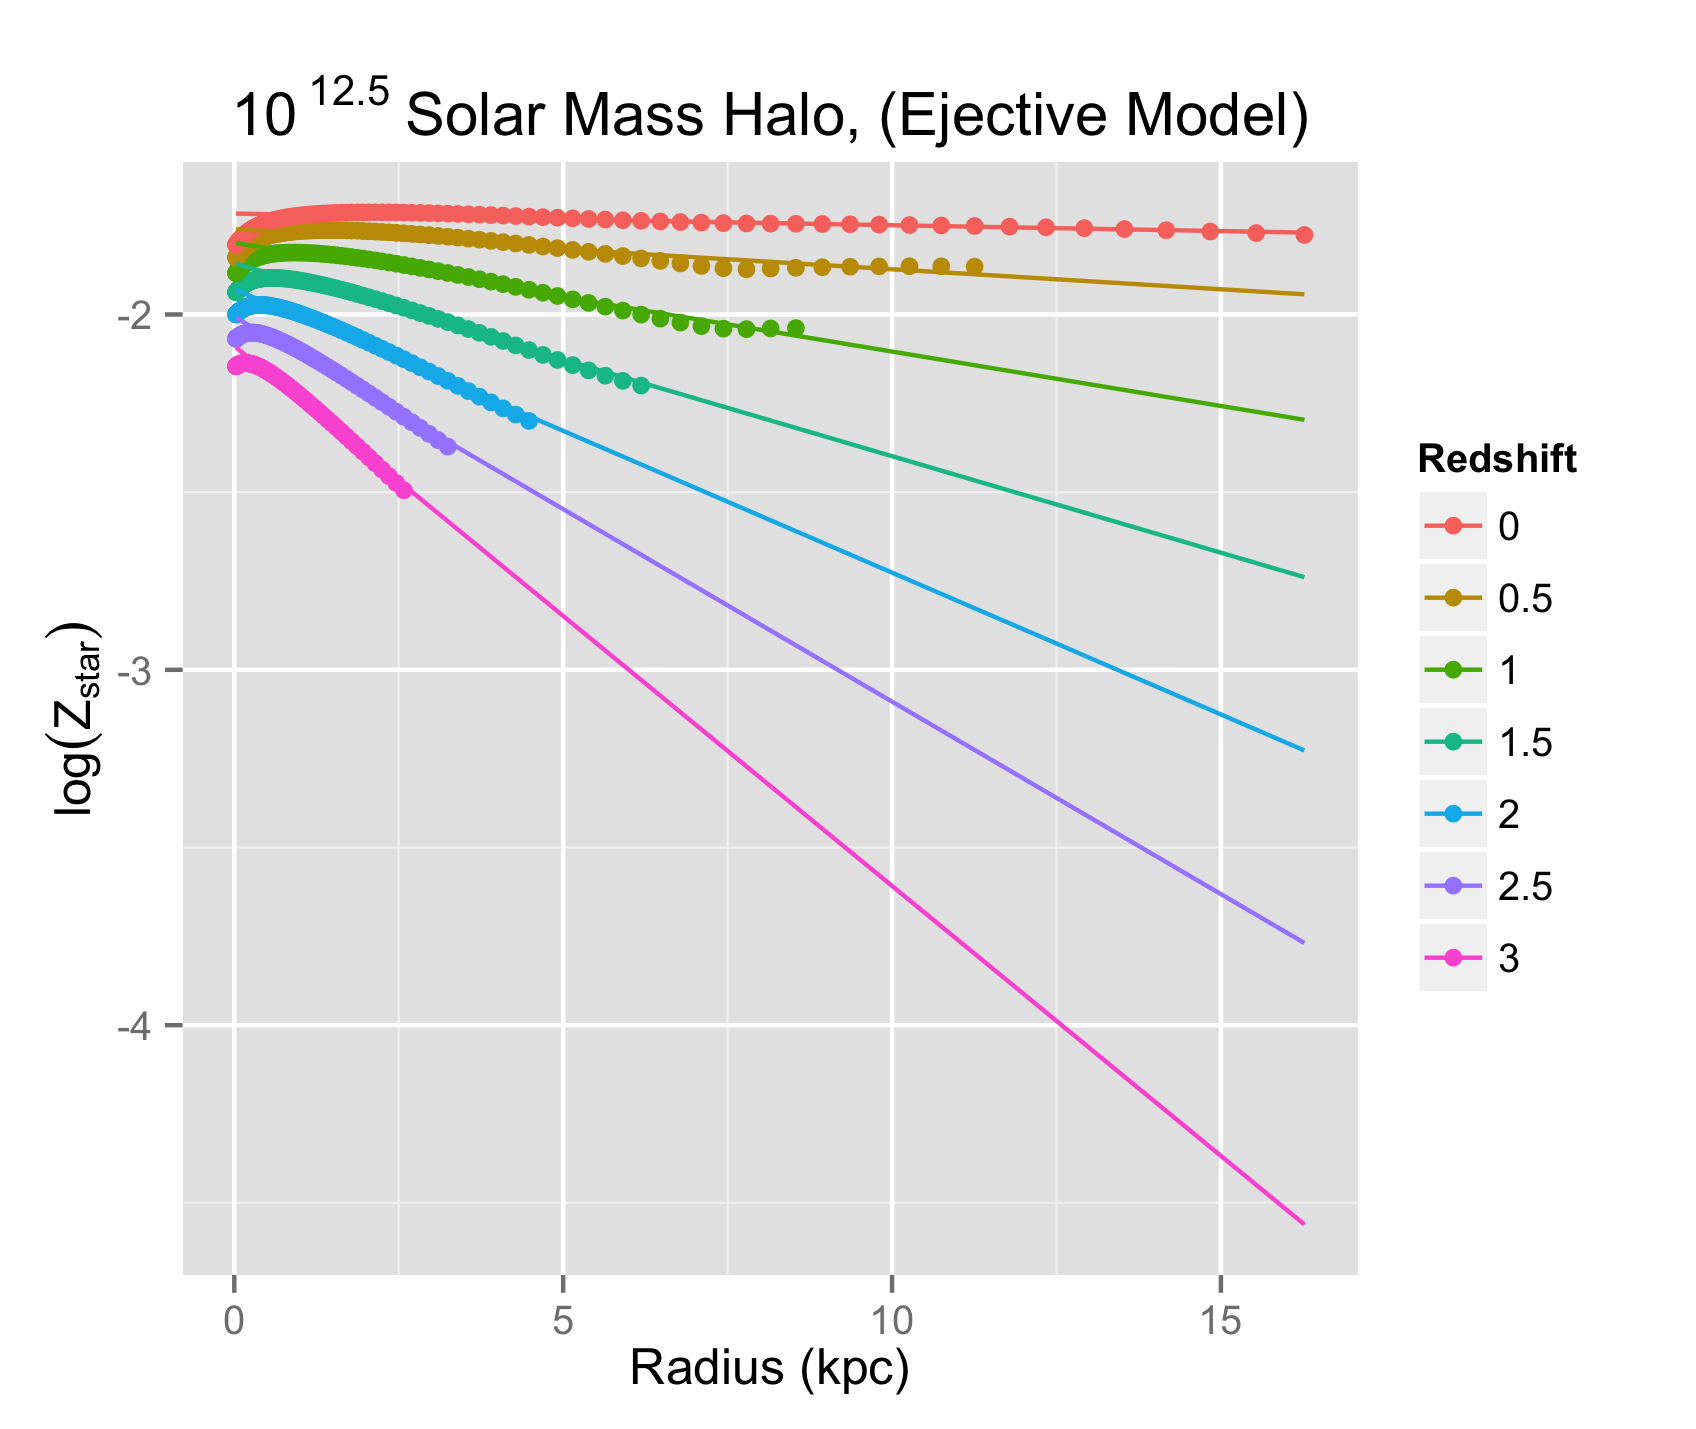 10^12.5 Solar Mass Halo, (Ejective Model)
log(Z_star)
-2
-3
-4
0 5 10 15
Radius (kpc)
Redshift
0
0.5
1
1.5
2
2.5
3